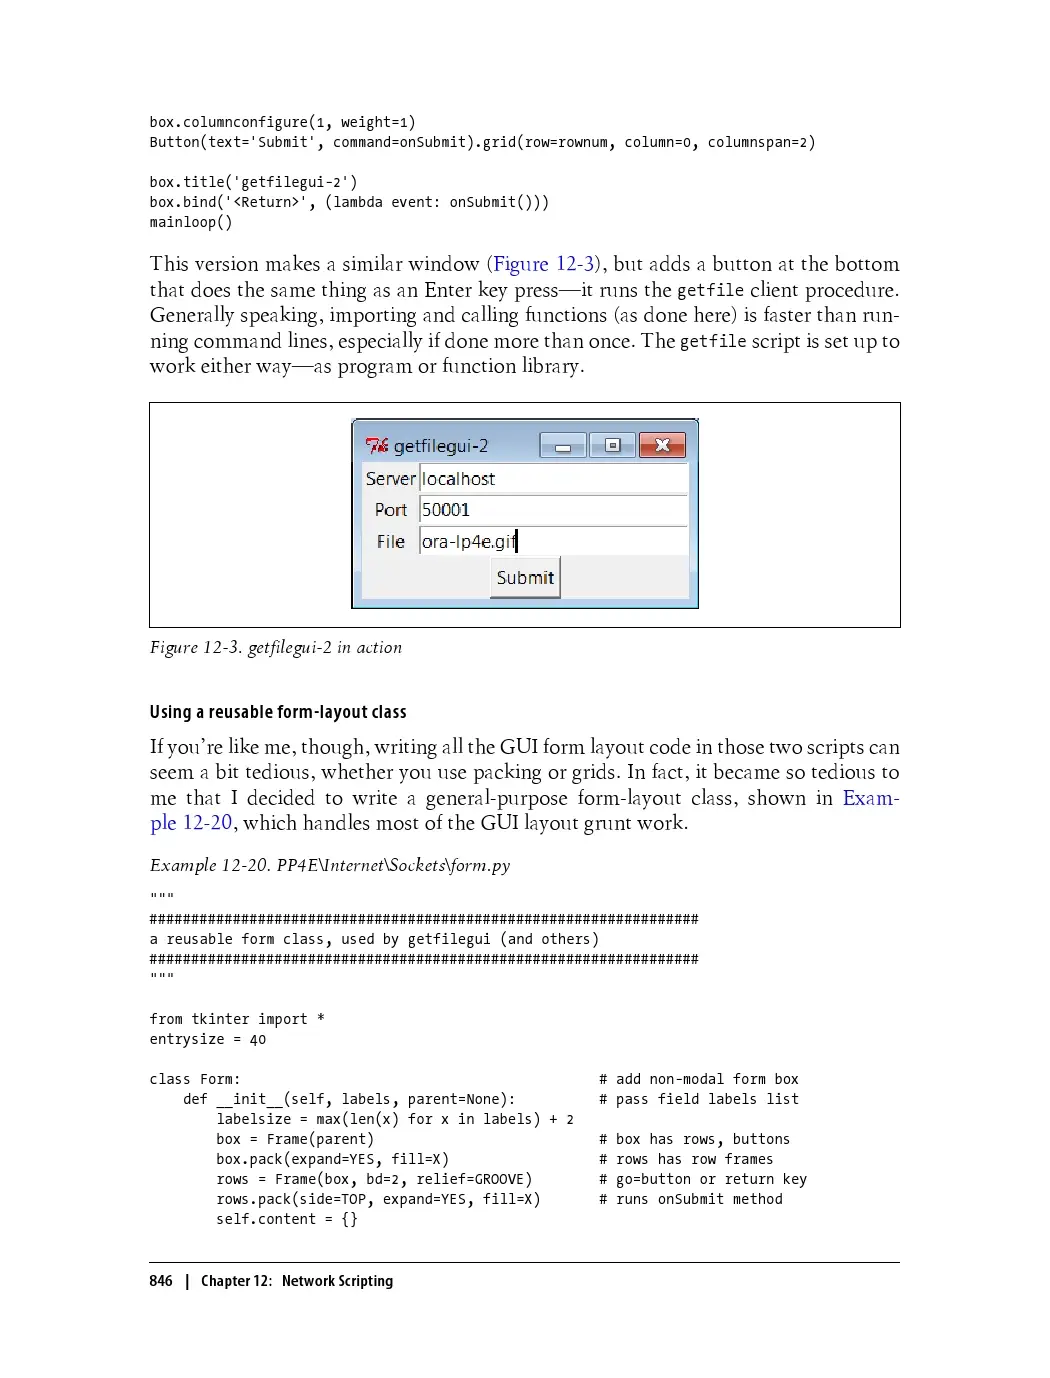 box.columnconfigure(1, weight=1)
Button(text='Submit', command=onSubmit).grid(row=rownum, column=0, columnspan=2)
box.title('getfilegui-2')
box.bind('<Return>', (lambda event: onSubmit()))
mainloop()
This version makes a similar window (Figure 12-3), but adds a button at the bottom
that does the same thing as an Enter key press—it runs the getfile client procedure.
Generally speaking, importing and calling functions (as done here) is faster than run-
ning command lines, especially if done more than once. The getfile script is set up to
work either way—as program or function library.
getfilegui-2
Server localhost
Port 50001
File ora-lp4e.gif
Submit
Figure 12-3. getfilegui-2 in action
Using a reusable form-layout class
If you’re like me, though, writing all the GUI form layout code in those two scripts can
seem a bit tedious, whether you use packing or grids. In fact, it became so tedious to
me that I decided to write a general-purpose form-layout class, shown in Exam-
ple 12-20, which handles most of the GUI layout grunt work.
Example 12-20. PP4E\Internet\Sockets\form.py
"""
##################################################################
a reusable form class, used by getfilegui (and others)
##################################################################
"""
from tkinter import *
entrysize = 40
class Form: # add non-modal form box
def __init__(self, labels, parent=None): # pass field labels list
labelsize = max(len(x) for x in labels) + 2
box = Frame(parent) # box has rows, buttons
box.pack(expand=YES, fill=X) # rows has row frames
rows = Frame(box, bd=2, relief=GROOVE) # go=button or return key
rows.pack(side=TOP, expand=YES, fill=X) # runs onSubmit method
self.content = {}
846 | Chapter 12: Network Scripting